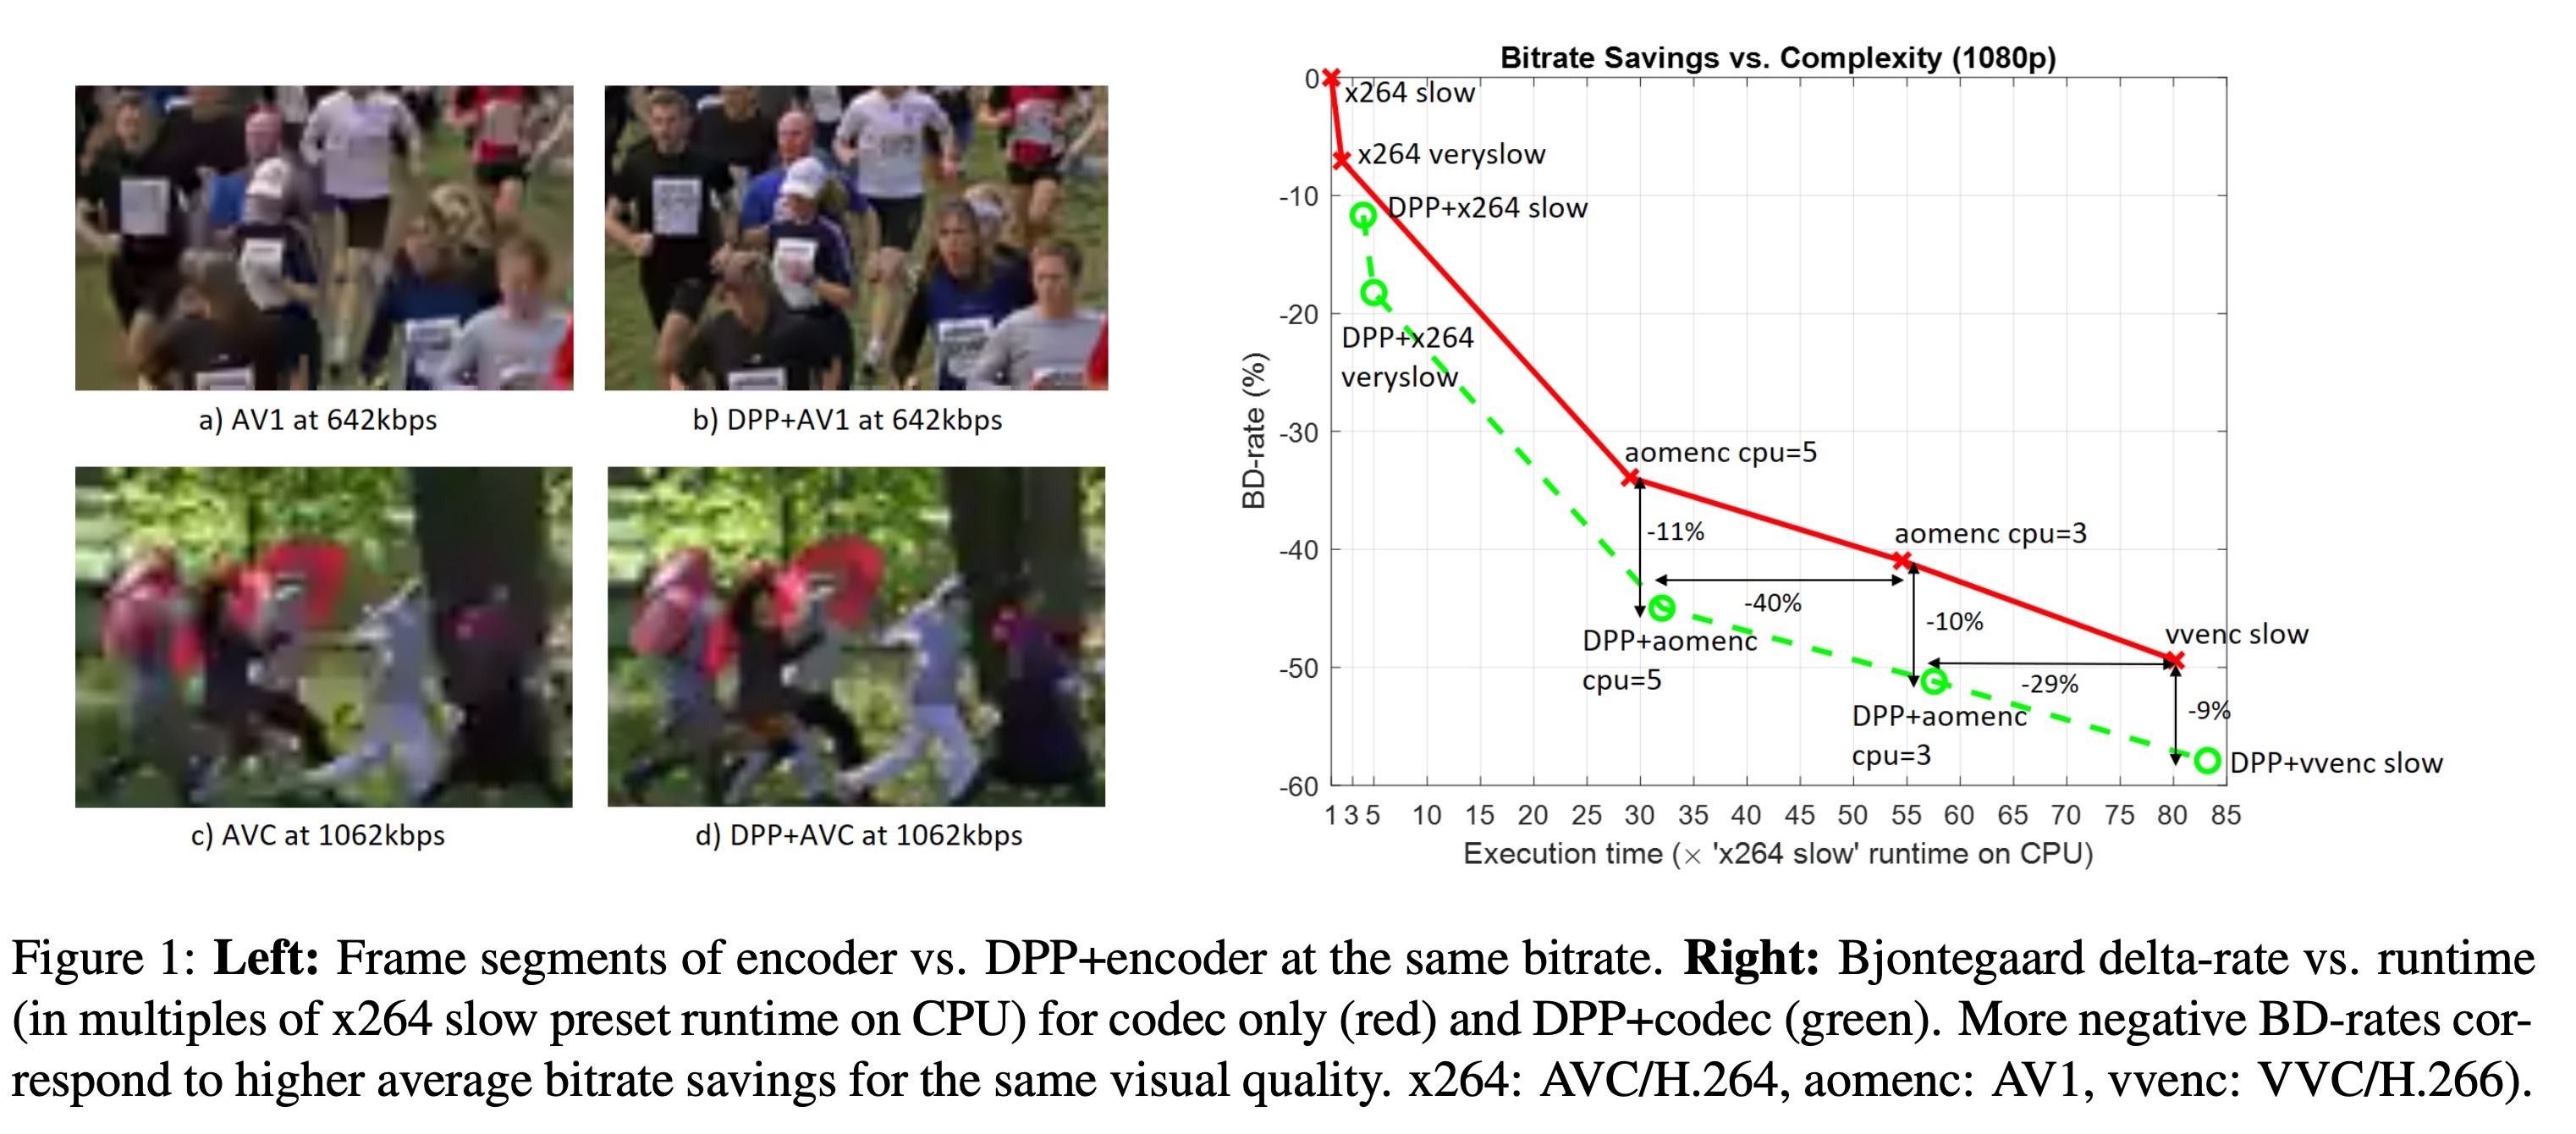 a) AV1 at 642kbps
b) DPP+AV1 at 642kbps
c) AVC at 1062kbps
d) DPP+AVC at 1062kbps
Bitrate Savings vs. Complexity (1080p)
BD-rate (%)
0
-10
-20
-30
-40
-50
-60
x264 slow
x264 veryslow
DPP+x264 slow
DPP+x264
veryslow
aomenc cpu=5
-11%
aomenc cpu=3
-40%
-10%
DPP+aomenc
cpu=5
vvenc slow
-29%
-9%
DPP+aomenc
cpu=3
DPP+vvenc slow
1 3 5 10 15 20 25 30 35 40 45 50 55 60 65 70 75 80 85
Execution time (× 'x264 slow' runtime on CPU)
Figure 1: Left: Frame segments of encoder vs. DPP+encoder at the same bitrate. Right: Bjontegaard delta-rate vs. runtime
(in multiples of x264 slow preset runtime on CPU) for codec only (red) and DPP+codec (green). More negative BD-rates cor-
respond to higher average bitrate savings for the same visual quality. x264: AVC/H.264, aomenc: AV1, vvenc: VVC/H.266).